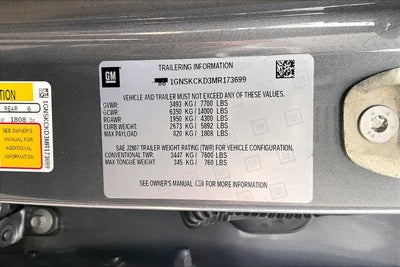 TRAILERING INFORMATION
GM
1GNSKCKD3MR173699
VEHICLE AND TRAILER MUST NOT EXCEED ANY OF THESE VALUES.
GVWR: 3493 KG / 7700 LBS
GCWR: 6350 KG / 14000 LBS
RGAWR: 1950 KG / 4300 LBS
CURB WEIGHT: 2673 KG / 5892 LBS
MAX PAYLOAD: 820 KG / 1808 LBS
SAE J2807 TRAILER WEIGHT RATING (TWR) FOR VEHICLE CONFIGURATION.
CONVENTIONAL TWR: 3447 KG / 7600 LBS
MAX TONGUE WEIGHT: 345 KG / 760 LBS
SEE OWNER'S MANUAL FOR MORE INFORMATION
TION
REAR 6
1808 lbs
SEE OWNER'S
MANUAL FOR
ADDITIONAL
INFORMATION
1GNSKCKD3MR173699